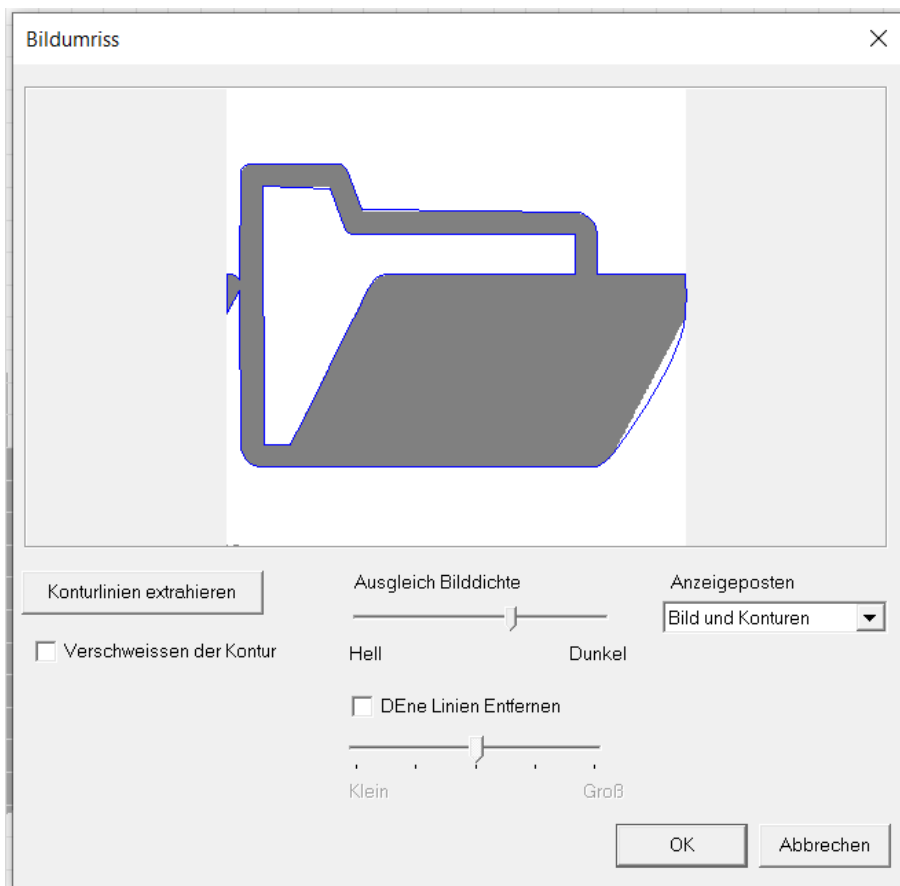 Bildumriss
Konturlinien extrahieren
Verschweissen der Kontur
Ausgleich Bilddichte
Hell Dunkel
DEne Linien Entfernen
Klein Groß
Anzeigeposten
Bild und Konturen
OK Abbrechen